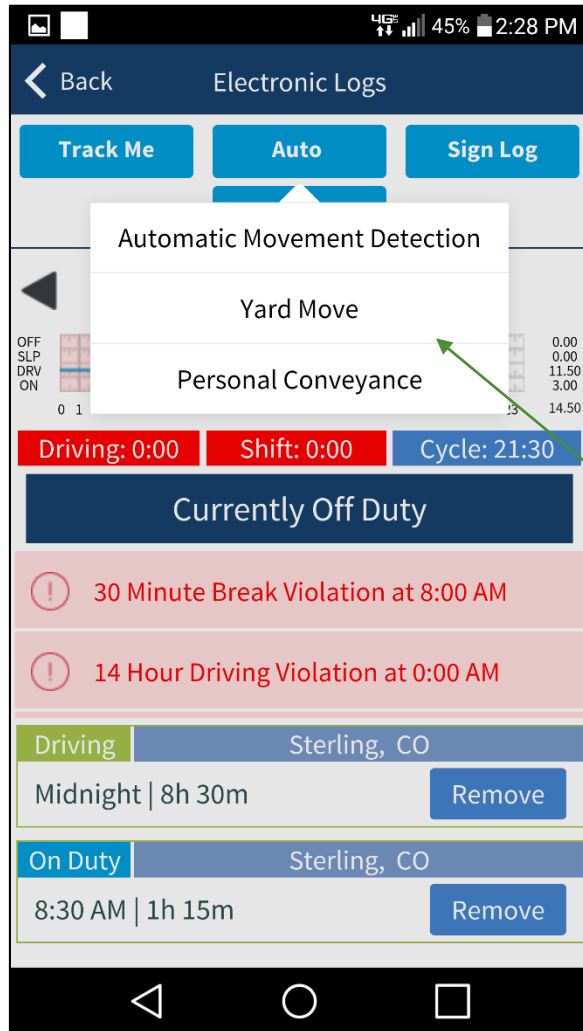 4G 45% 2:28 PM
Back Electronic Logs
Track Me Auto Sign Log
Automatic Movement Detection
Yard Move
Personal Conveyance
OFF 0.00
SLP 0.00
DRV 11.50
ON 3.00
0 1 23 14.50
Driving: 0:00 Shift: 0:00 Cycle: 21:30
Currently Off Duty
30 Minute Break Violation at 8:00 AM
14 Hour Driving Violation at 0:00 AM
Driving Sterling, CO
Midnight | 8h 30m Remove
On Duty Sterling, CO
8:30 AM | 1h 15m Remove